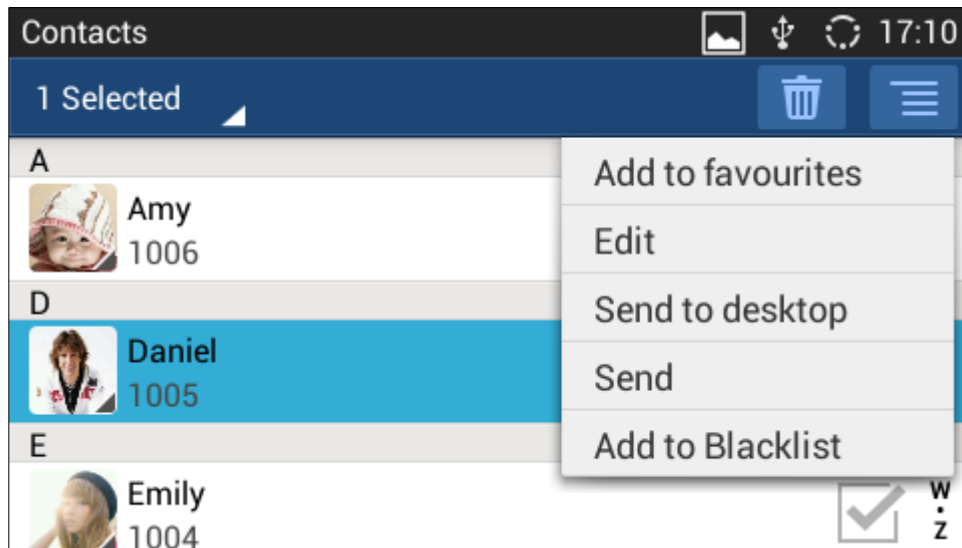 Contacts 17:10
1 Selected
A
Amy
1006
D
Daniel
1005
E
Emily
1004
Add to favourites
Edit
Send to desktop
Send
Add to Blacklist
W
Z